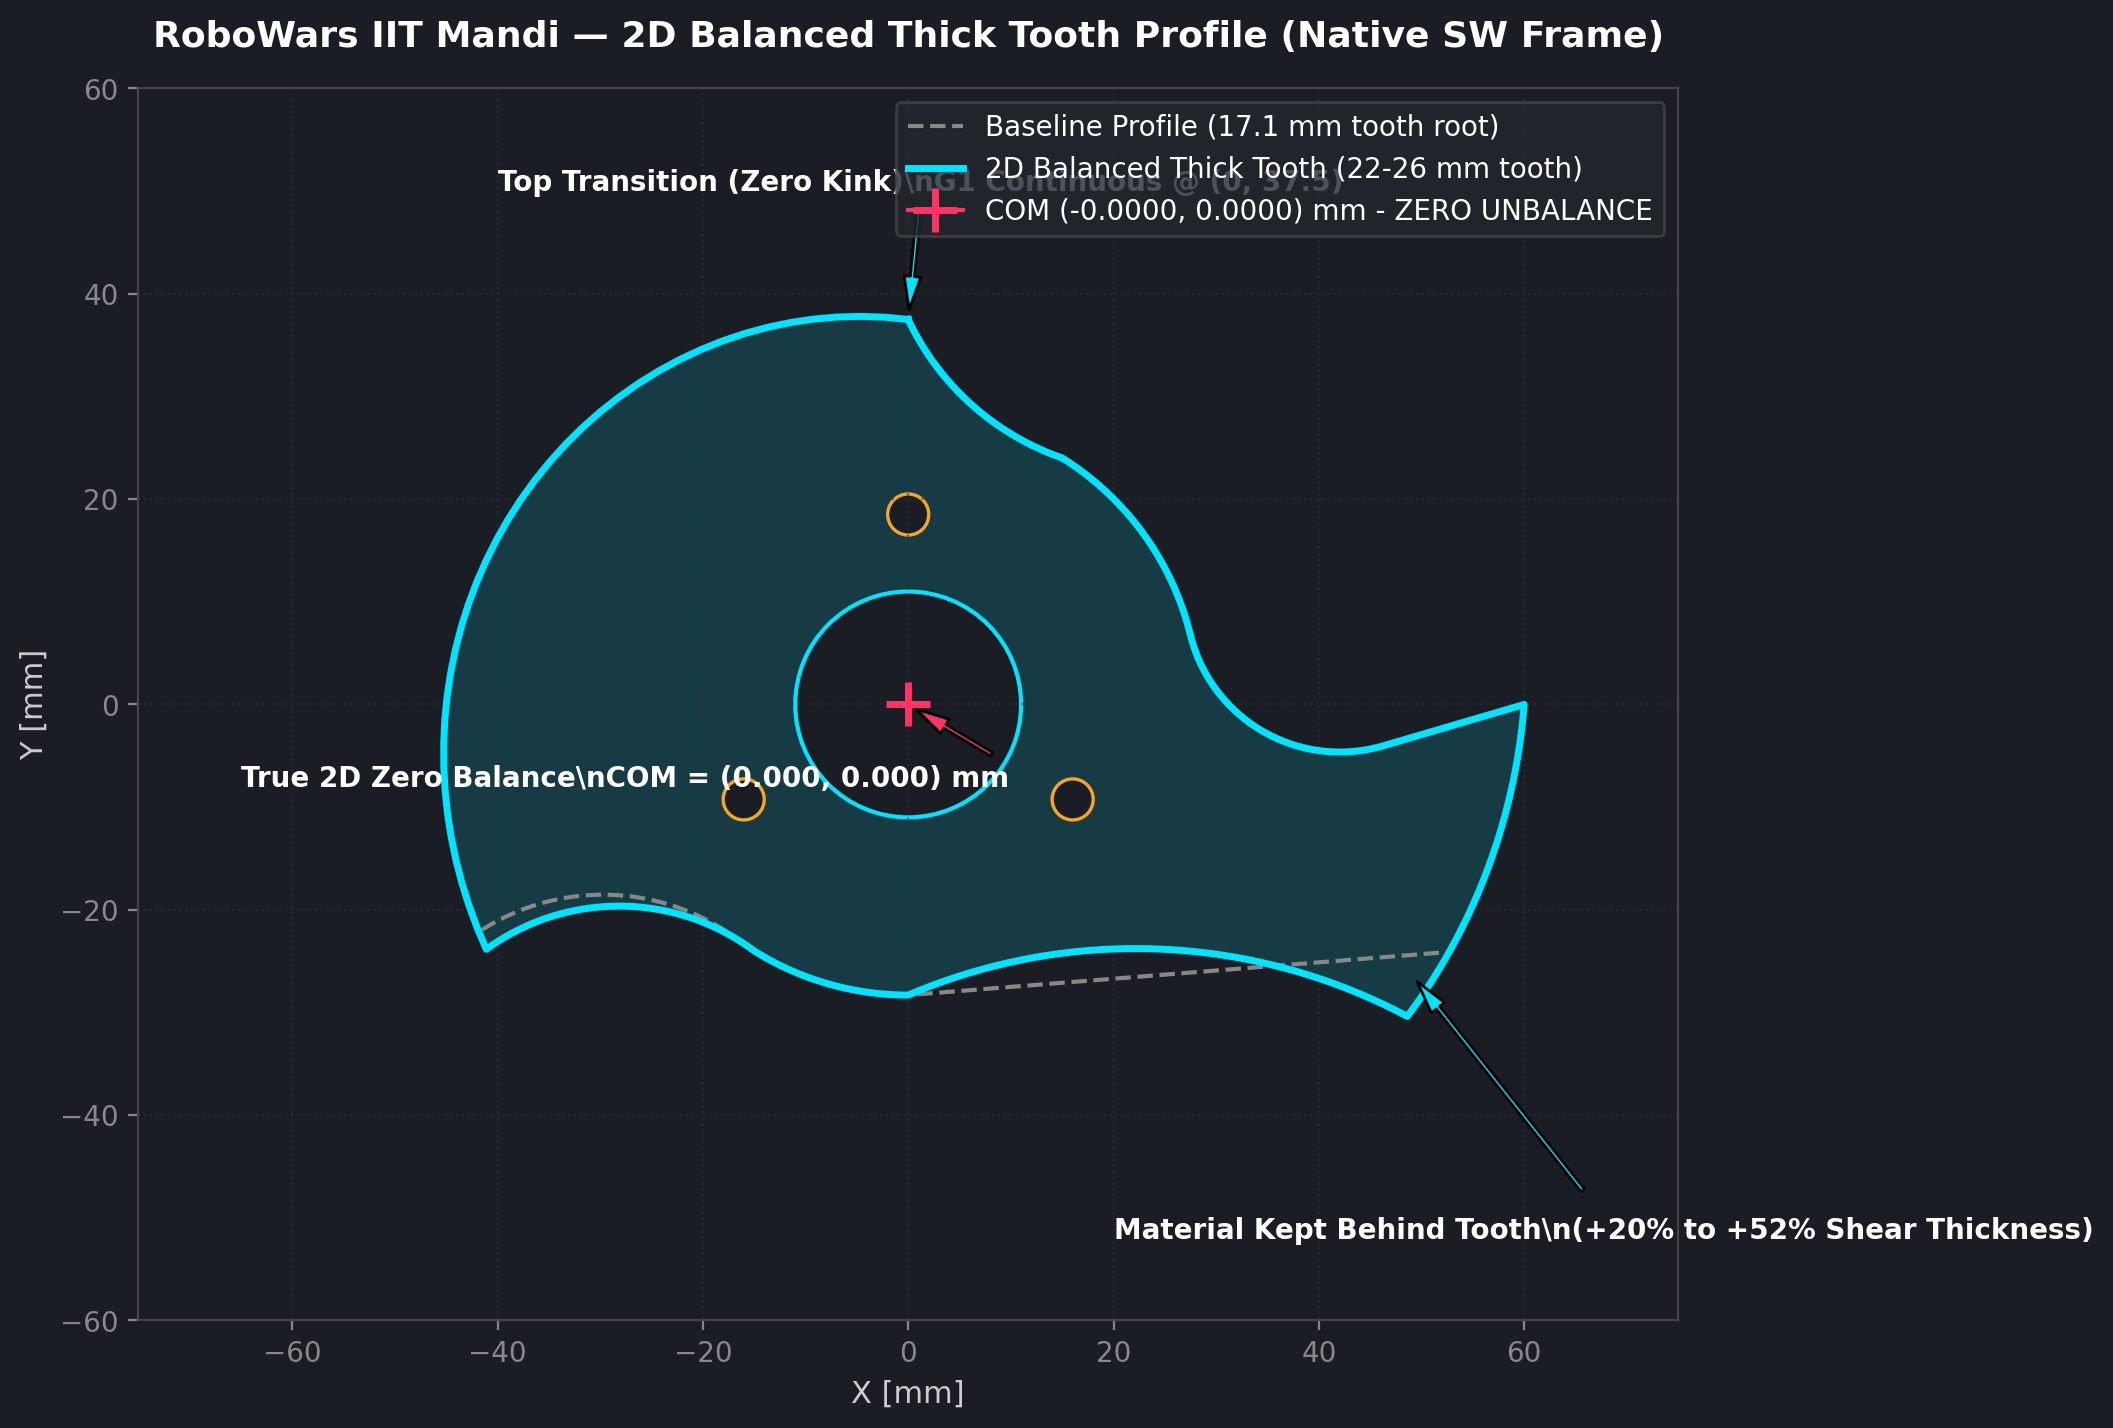 RoboWars IIT Mandi — 2D Balanced Thick Tooth Profile (Native SW Frame)
Baseline Profile (17.1 mm tooth root)
2D Balanced Thick Tooth (22-26 mm tooth)
COM (-0.0000, 0.0000) mm - ZERO UNBALANCE
Top Transition (Zero Kink)\nG1 Continuous @ (0, 37.5)
True 2D Zero Balance\nCOM = (0.000, 0.000) mm
Material Kept Behind Tooth\n(+20% to +52% Shear Thickness)
Y [mm]
60
40
20
0
−20
−40
−60
−60
−40
−20
0
20
40
60
X [mm]